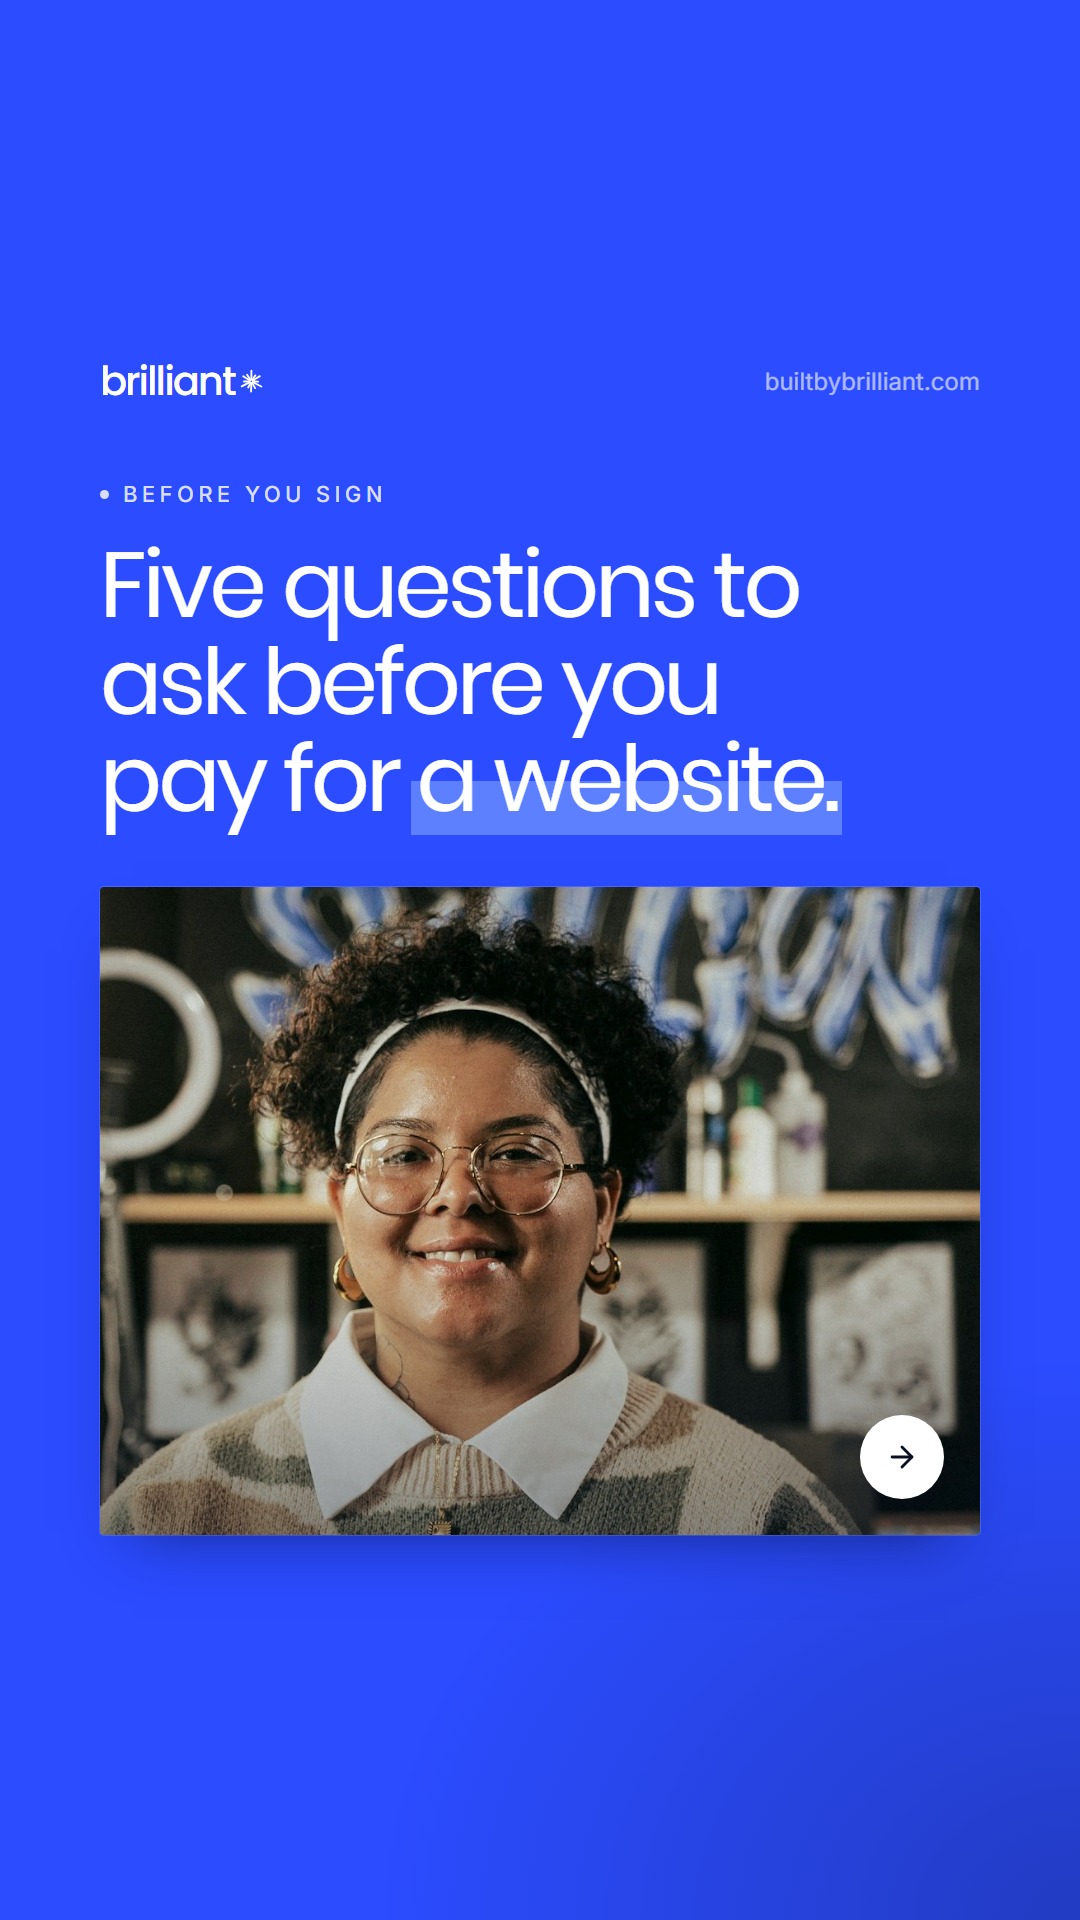 brilliant
builtbybrilliant.com
BEFORE YOU SIGN
Five questions to
ask before you
pay for a website.